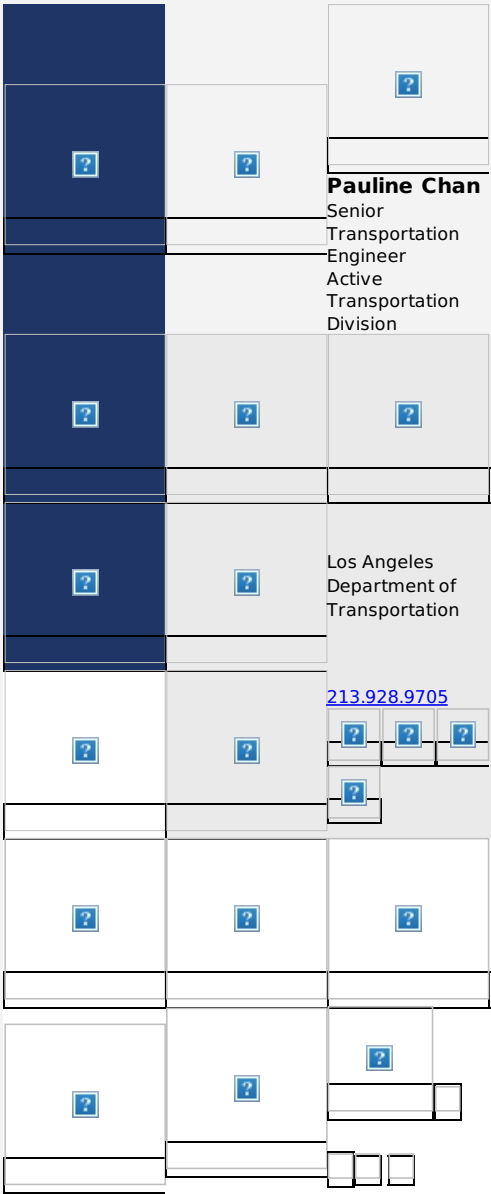 Pauline Chan
Senior
Transportation
Engineer
Active
Transportation
Division
Los Angeles
Department of
Transportation
213.928.9705